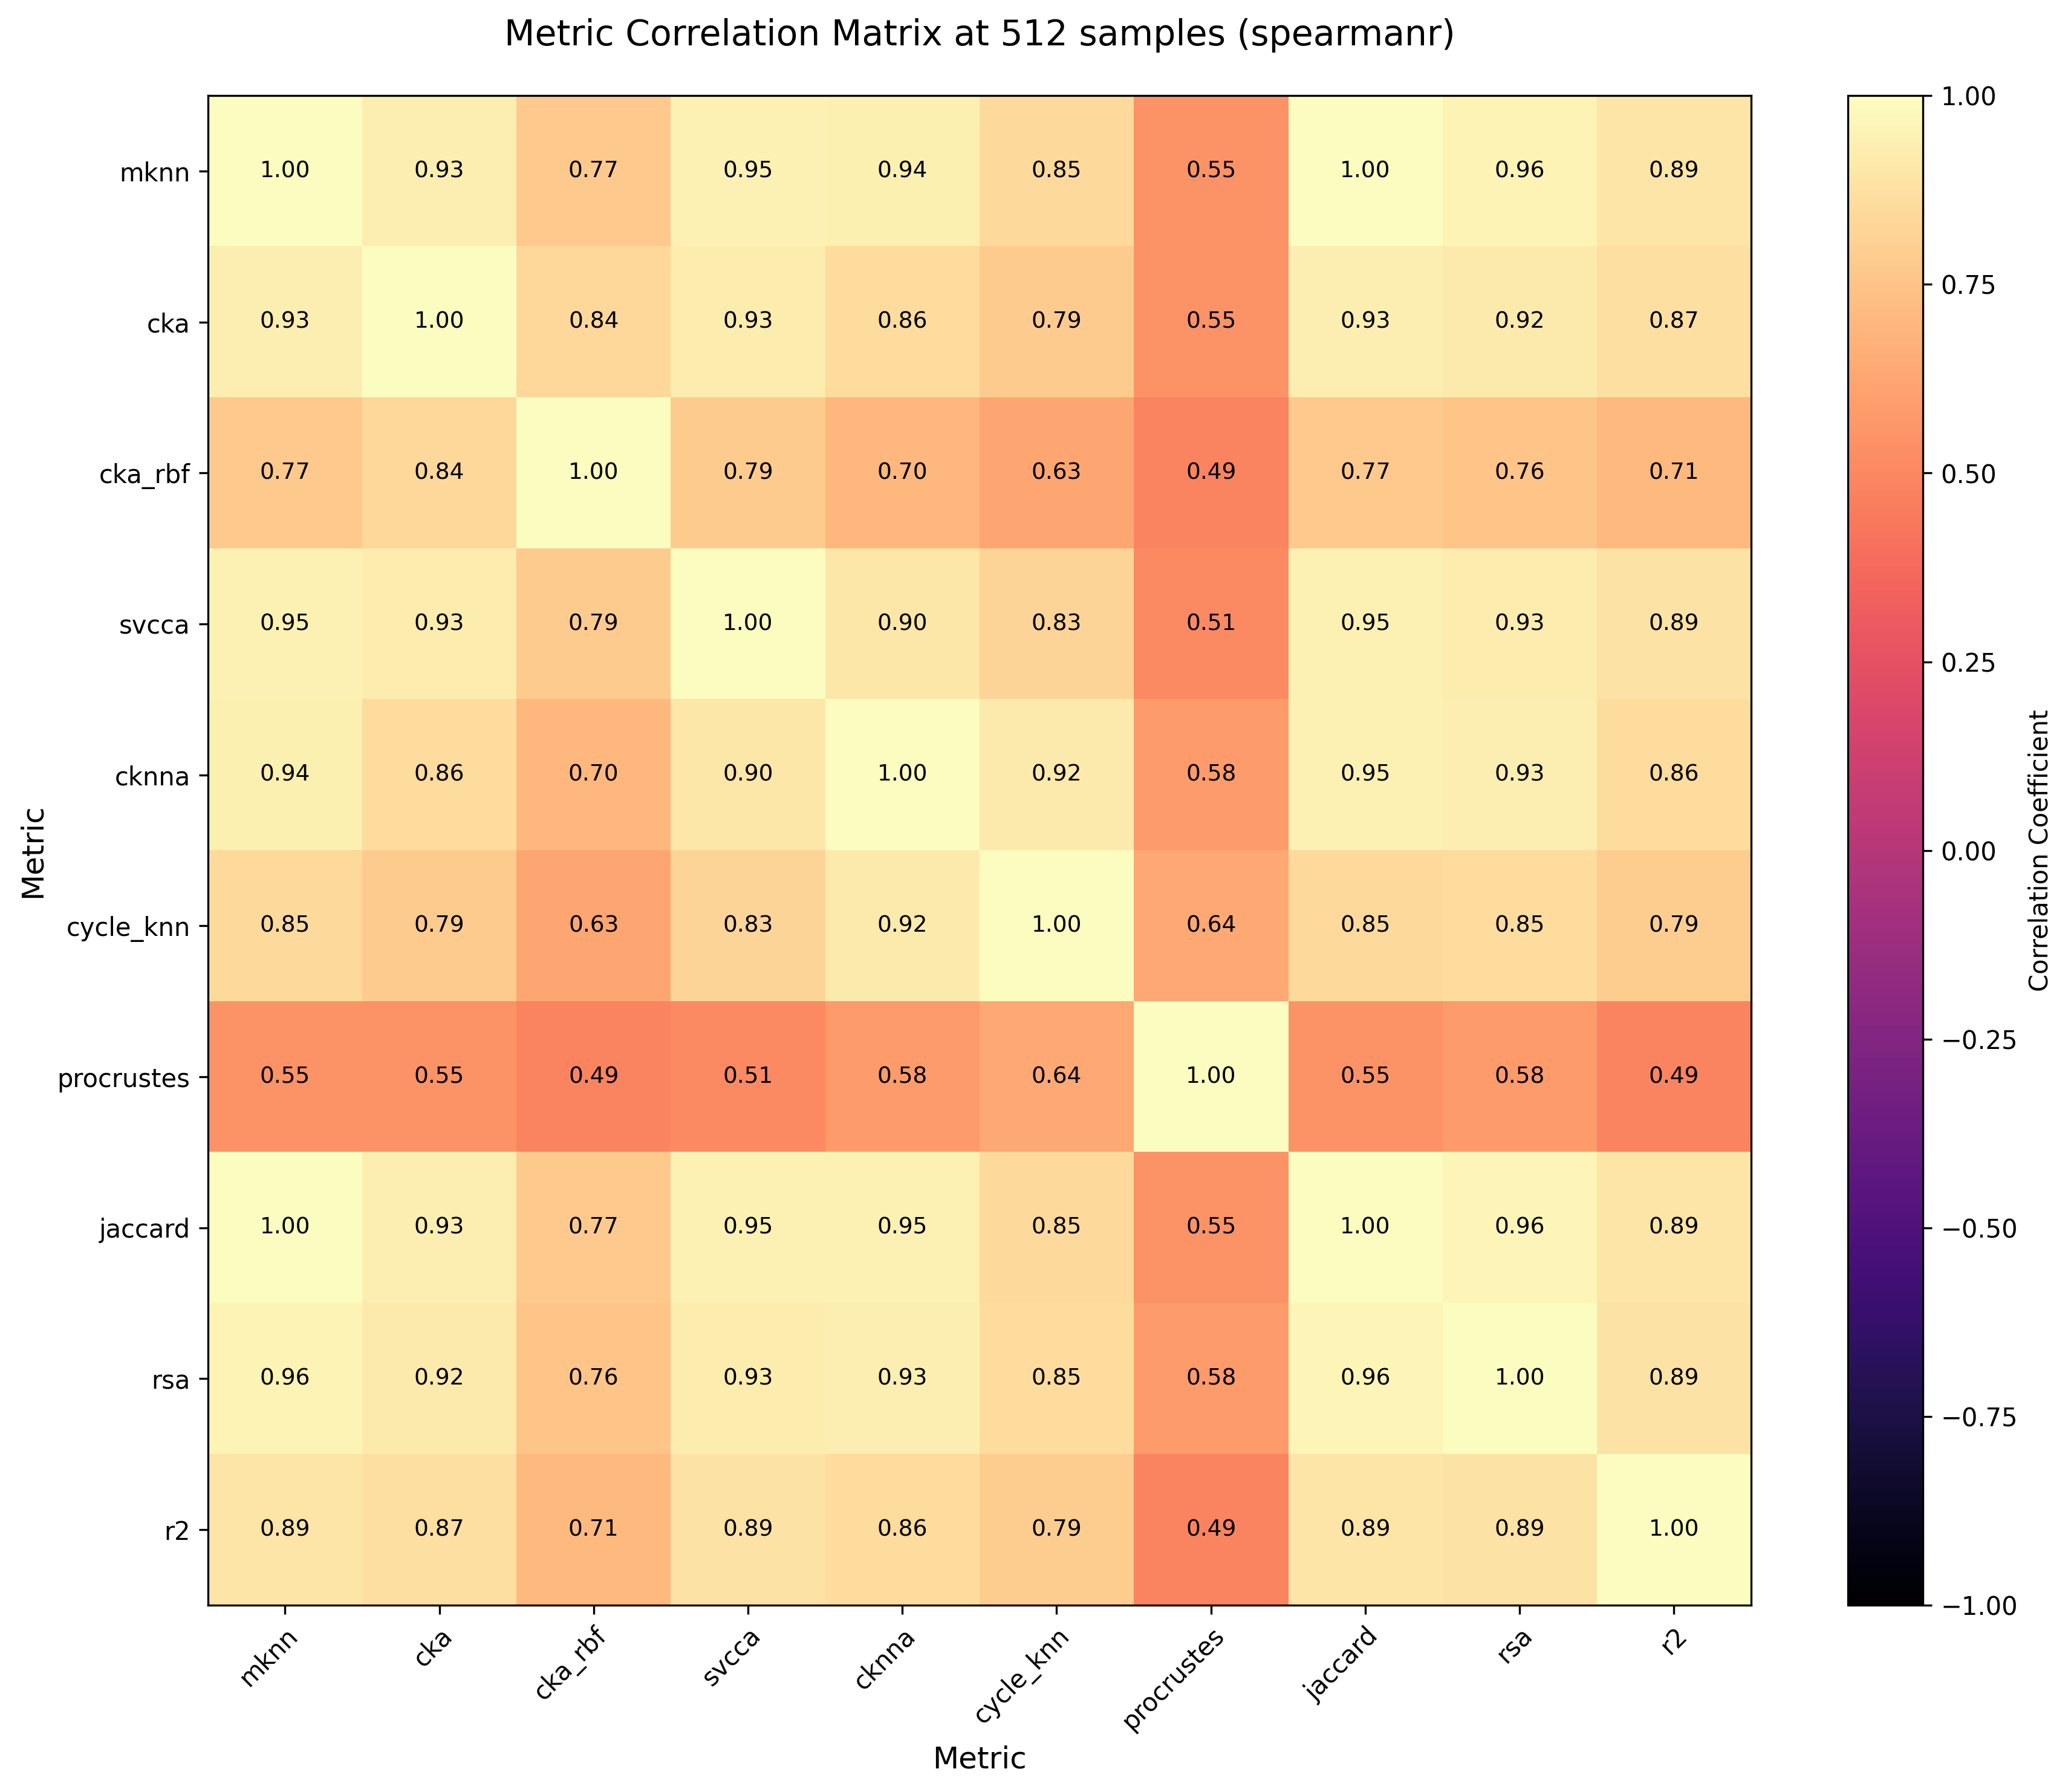 Metric Correlation Matrix at 512 samples (spearmanr)
mknn 1.00 0.93 0.77 0.95 0.94 0.85 0.55 1.00 0.96 0.89
cka 0.93 1.00 0.84 0.93 0.86 0.79 0.55 0.93 0.92 0.87
cka_rbf 0.77 0.84 1.00 0.79 0.70 0.63 0.49 0.77 0.76 0.71
svcca 0.95 0.93 0.79 1.00 0.90 0.83 0.51 0.95 0.93 0.89
cknna 0.94 0.86 0.70 0.90 1.00 0.92 0.58 0.95 0.93 0.86
cycle_knn 0.85 0.79 0.63 0.83 0.92 1.00 0.64 0.85 0.85 0.79
procrustes 0.55 0.55 0.49 0.51 0.58 0.64 1.00 0.55 0.58 0.49
jaccard 1.00 0.93 0.77 0.95 0.95 0.85 0.55 1.00 0.96 0.89
rsa 0.96 0.92 0.76 0.93 0.93 0.85 0.58 0.96 1.00 0.89
r2 0.89 0.87 0.71 0.89 0.86 0.79 0.49 0.89 0.89 1.00
mknn cka cka_rbf svcca cknna cycle_knn procrustes jaccard rsa r2
Metric
Metric
1.00
0.75
0.50
0.25
0.00
−0.25
−0.50
−0.75
−1.00
Correlation Coefficient